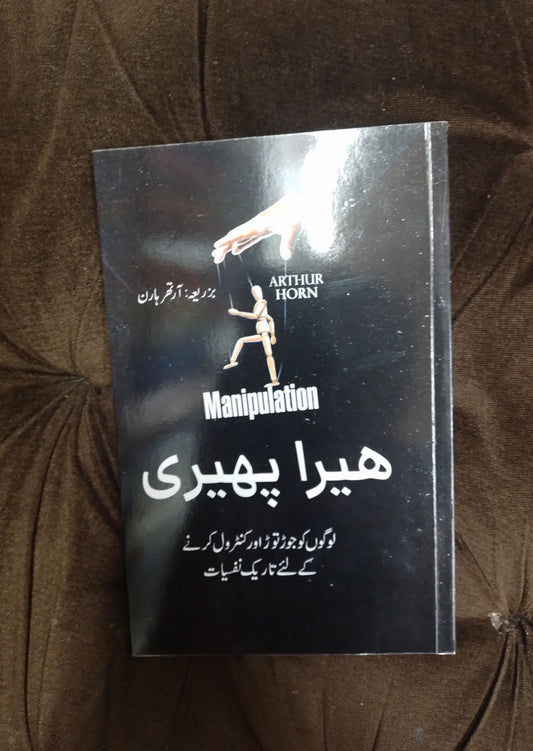 ARTHUR
HORN
بزریعہ: آرتھر ہارن
Manipulation
ھیرا پھیری
لوگوں کو جوڑ توڑ اور کنٹرول کرنے
کے لئے تاریک نفسیات